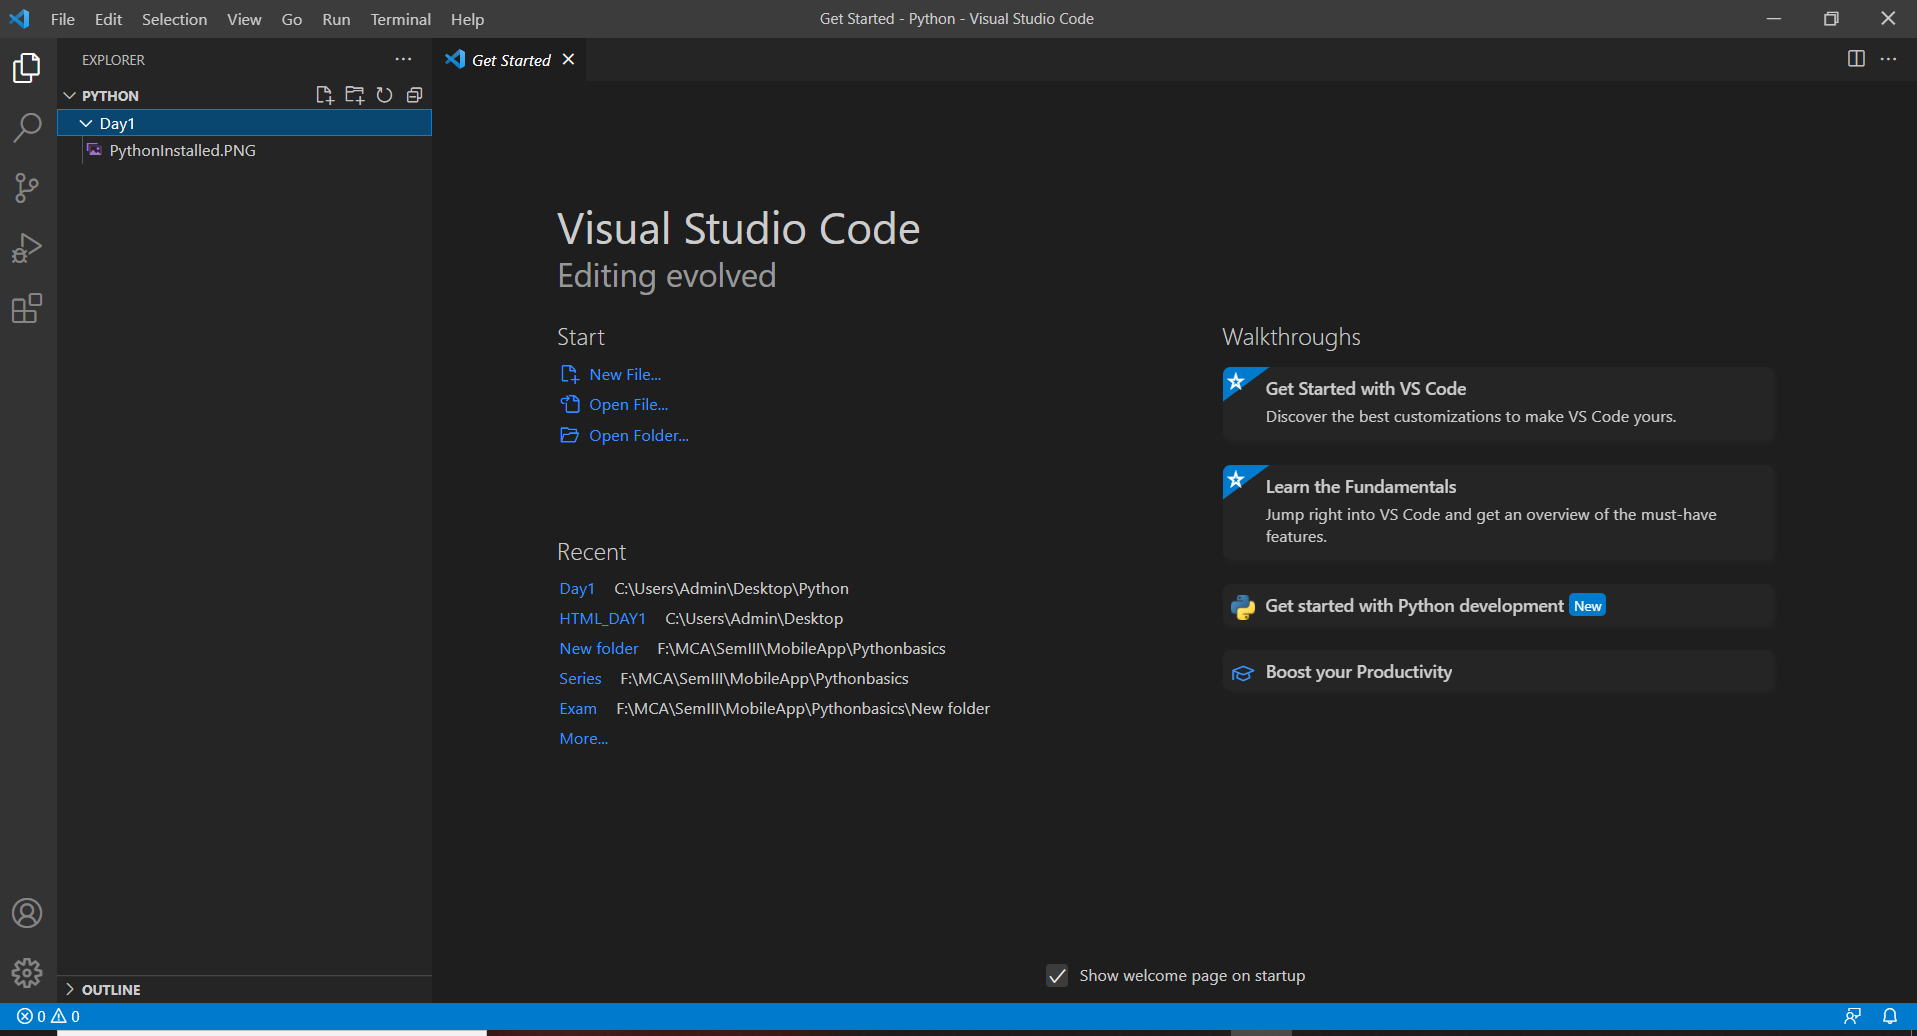 File Edit Selection View Go Run Terminal Help
Get Started - Python - Visual Studio Code
EXPLORER
Get Started
PYTHON
Day1
PythonInstalled.PNG
Visual Studio Code
Editing evolved
Start
New File...
Open File...
Open Folder...
Recent
Day1 C:\Users\Admin\Desktop\Python
HTML_DAY1 C:\Users\Admin\Desktop
New folder F:\MCA\SemIII\MobileApp\Pythonbasics
Series F:\MCA\SemIII\MobileApp\Pythonbasics
Exam F:\MCA\SemIII\MobileApp\Pythonbasics\New folder
More...
Walkthroughs
Get Started with VS Code
Discover the best customizations to make VS Code yours.
Learn the Fundamentals
Jump right into VS Code and get an overview of the must-have
features.
Get started with Python development New
Boost your Productivity
Show welcome page on startup
OUTLINE
0 0